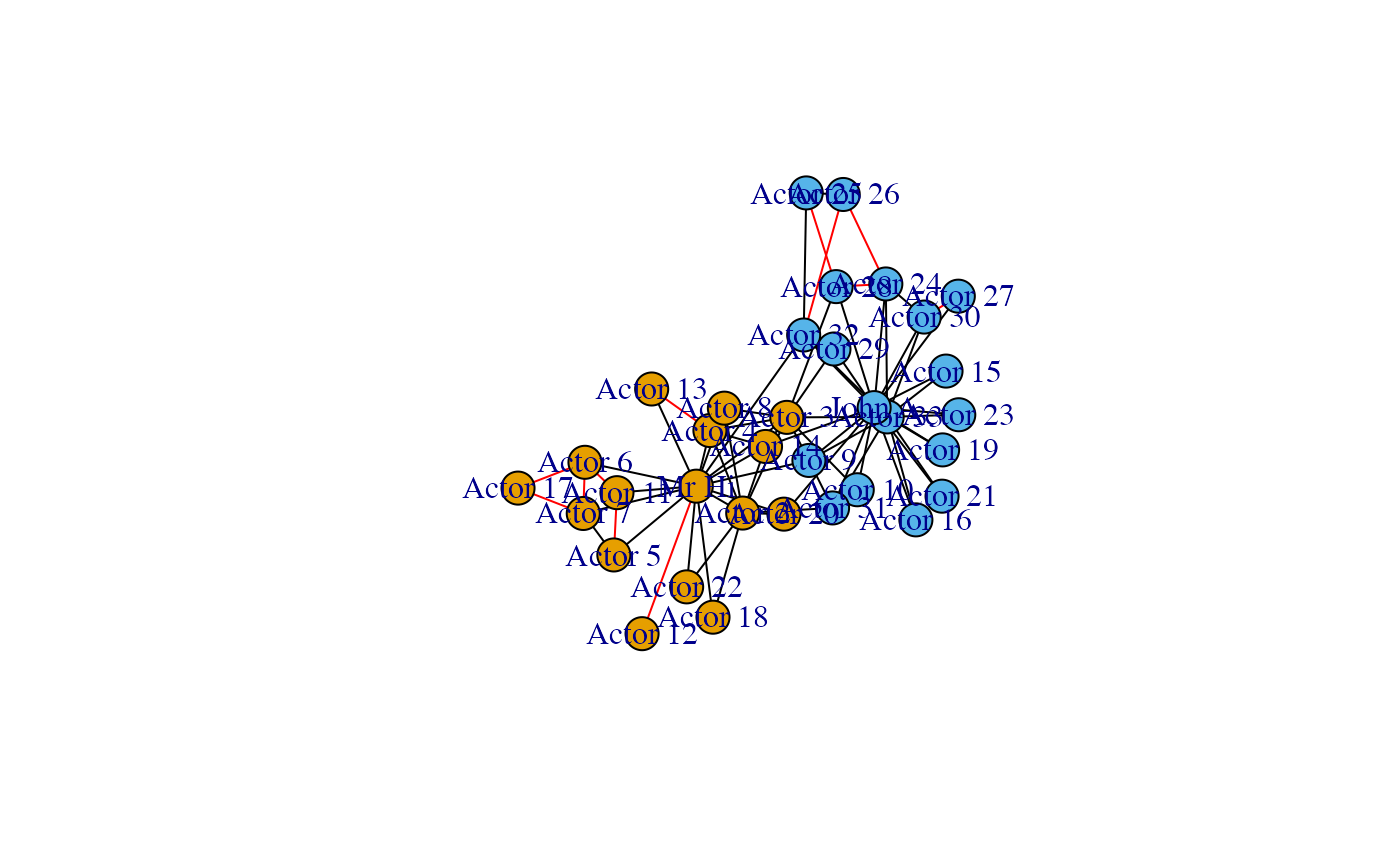 Actor 25
Actor 26
Actor 28
Actor 24
Actor 27
Actor 30
Actor 32
Actor 29
Actor 15
Actor 13
Actor 8
Actor 3
John A
Actor 33
Actor 23
Actor 4
Actor 14
Actor 19
Actor 6
Actor 9
Actor 17
Actor 11
Mr Hi
Actor 10
Actor 21
Actor 7
Actor 2
Actor 20
Actor 31
Actor 16
Actor 5
Actor 22
Actor 18
Actor 12